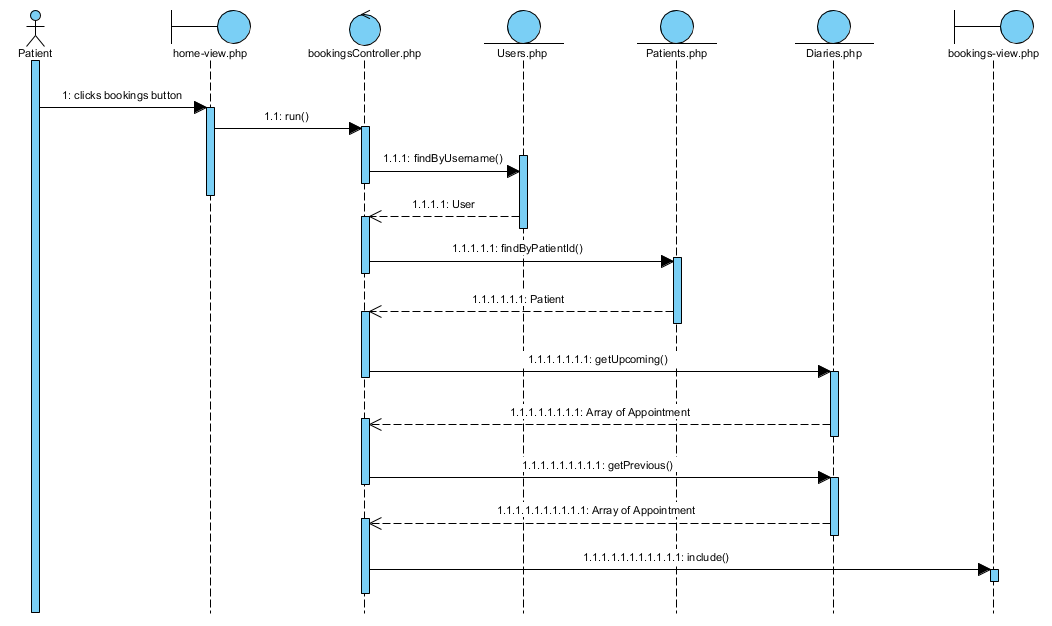 Patient
home-view.php
bookingsController.php
Users.php
Patients.php
Diaries.php
bookings-view.php
1: clicks bookings button
1.1: run()
1.1.1: findByUsername()
1.1.1.1: User
1.1.1.1.1: findByPatientId()
1.1.1.1.1.1: Patient
1.1.1.1.1.1.1: getUpcoming()
1.1.1.1.1.1.1.1: Array of Appointment
1.1.1.1.1.1.1.1.1: getPrevious()
1.1.1.1.1.1.1.1.1.1: Array of Appointment
1.1.1.1.1.1.1.1.1.1.1: include()